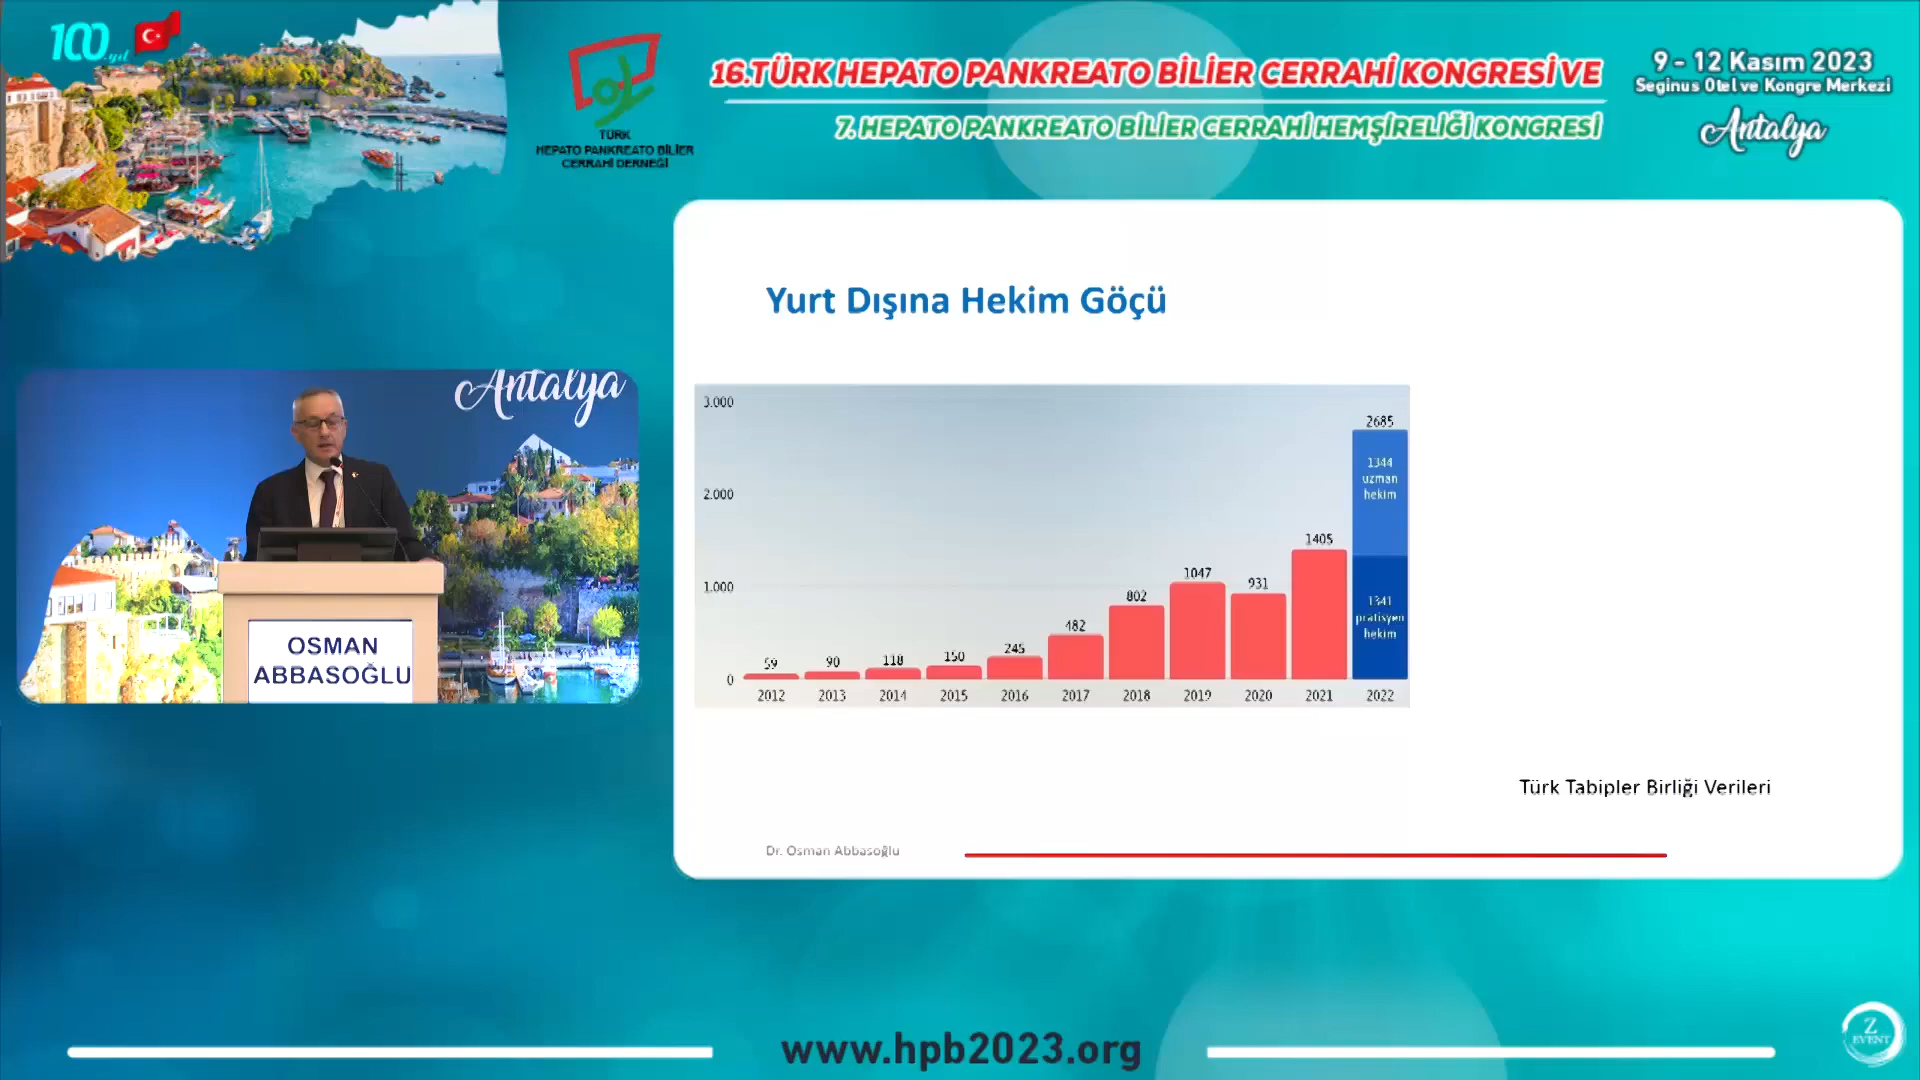 100.yıl
TÜRK
HEPATO PANKREATO BİLİER
CERRAHİ DERNEĞİ
16.TÜRK HEPATO PANKREATO BİLİER CERRAHİ KONGRESİ VE
7. HEPATO PANKREATO BİLİER CERRAHİ HEMŞİRELİĞİ KONGRESİ
9 - 12 Kasım 2023
Seginus Otel ve Kongre Merkezi
Antalya
Antalya
OSMAN
ABBASOĞLU
Yurt Dışına Hekim Göçü
3.000
2.000
1.000
0
59
90
118
150
245
482
802
1047
931
1405
2685
1344
uzman
hekim
1341
pratisyen
hekim
2012 2013 2014 2015 2016 2017 2018 2019 2020 2021 2022
Türk Tabipler Birliği Verileri
Dr. Osman Abbasoğlu
www.hpb2023.org
Z
EVENT